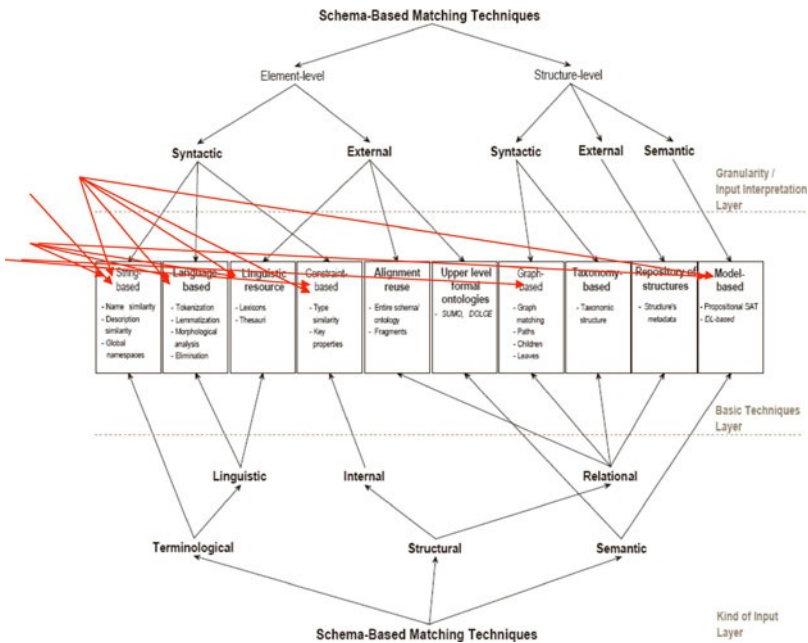 Schema-Based Matching Techniques
Element-level
Structure-level
Syntactic
External
Syntactic
External
Semantic
Granularity /
Input Interpretation
Layer
String-
based
- Name similarity
- Description
similarity
- Global
namespaces
Language-
based
- Tokenization
- Lemmatization
- Morphological
analysis
- Elimination
Linguistic
resource
- Lexicons
- Thesauri
Constraint-
based
- Type
similarity
- Key
properties
Alignment
reuse
- Entire schema/
ontology
- Fragments
Upper level
formal
ontologies
- SUMO, DOLCE
Graph-
based
- Graph
matching
- Paths
- Children
- Leaves
Taxonomy-
based
- Taxonomic
structure
Repository of
structures
- Structure's
metadata
Model-
based
- Propositional SAT
- DL-based
Basic Techniques
Layer
Linguistic
Internal
Relational
Terminological
Structural
Semantic
Schema-Based Matching Techniques
Kind of Input
Layer